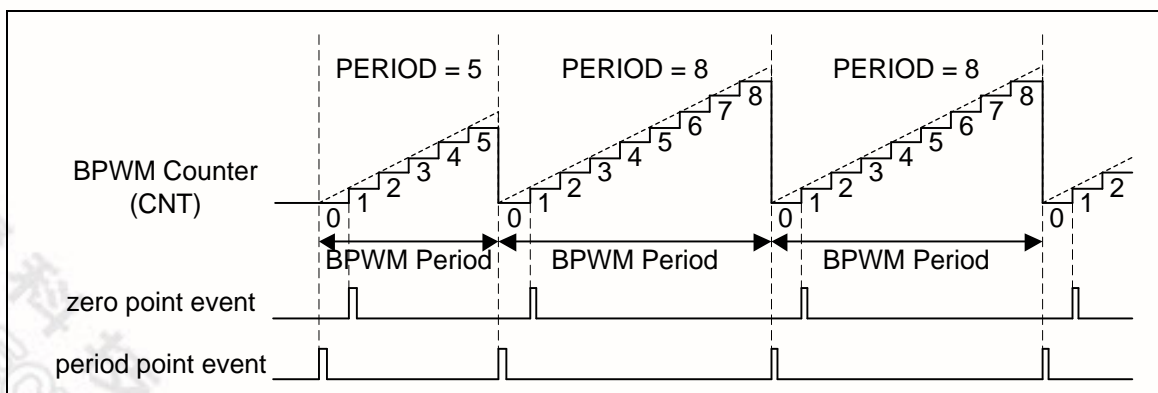 PERIOD = 5 PERIOD = 8 PERIOD = 8
BPWM Counter
(CNT)
0 1 2 3 4 5 0 1 2 3 4 5 6 7 8 0 1 2 3 4 5 6 7 8 0 1 2
BPWM Period BPWM Period BPWM Period
zero point event
period point event